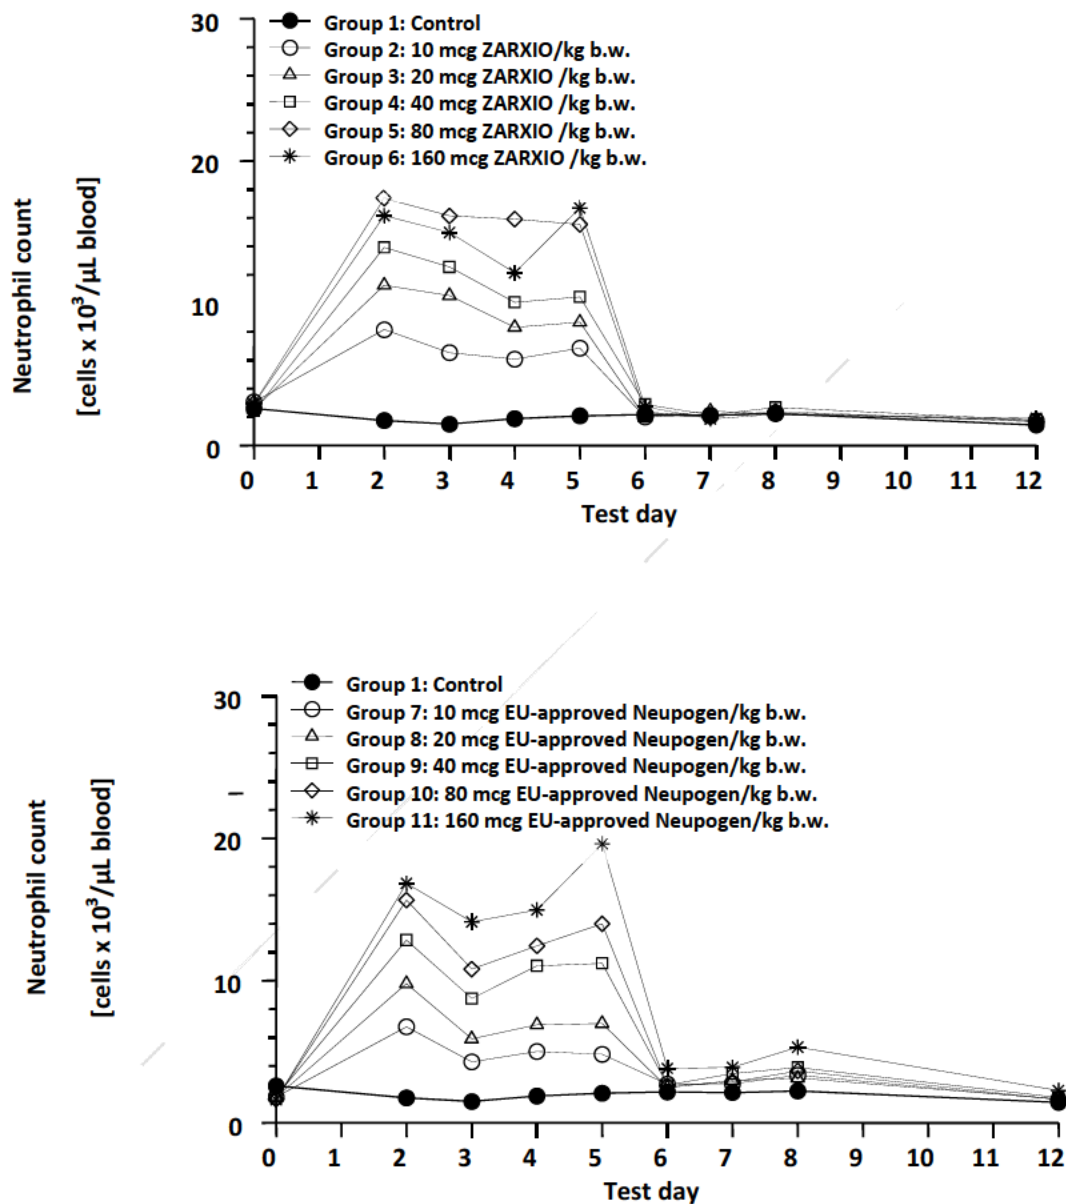 30
Group 1: Control
Group 2: 10 mcg ZARXIO/kg b.w.
Group 3: 20 mcg ZARXIO /kg b.w.
Group 4: 40 mcg ZARXIO /kg b.w.
Group 5: 80 mcg ZARXIO /kg b.w.
Group 6: 160 mcg ZARXIO /kg b.w.
20
10
0
Neutrophil count
[cells x 10³/µL blood]
0 1 2 3 4 5 6 7 8 9 10 11 12
Test day
30
Group 1: Control
Group 7: 10 mcg EU-approved Neupogen/kg b.w.
Group 8: 20 mcg EU-approved Neupogen/kg b.w.
Group 9: 40 mcg EU-approved Neupogen/kg b.w.
Group 10: 80 mcg EU-approved Neupogen/kg b.w.
Group 11: 160 mcg EU-approved Neupogen/kg b.w.
20
10
0
Neutrophil count
[cells x 10³/µL blood]
0 1 2 3 4 5 6 7 8 9 10 11 12
Test day